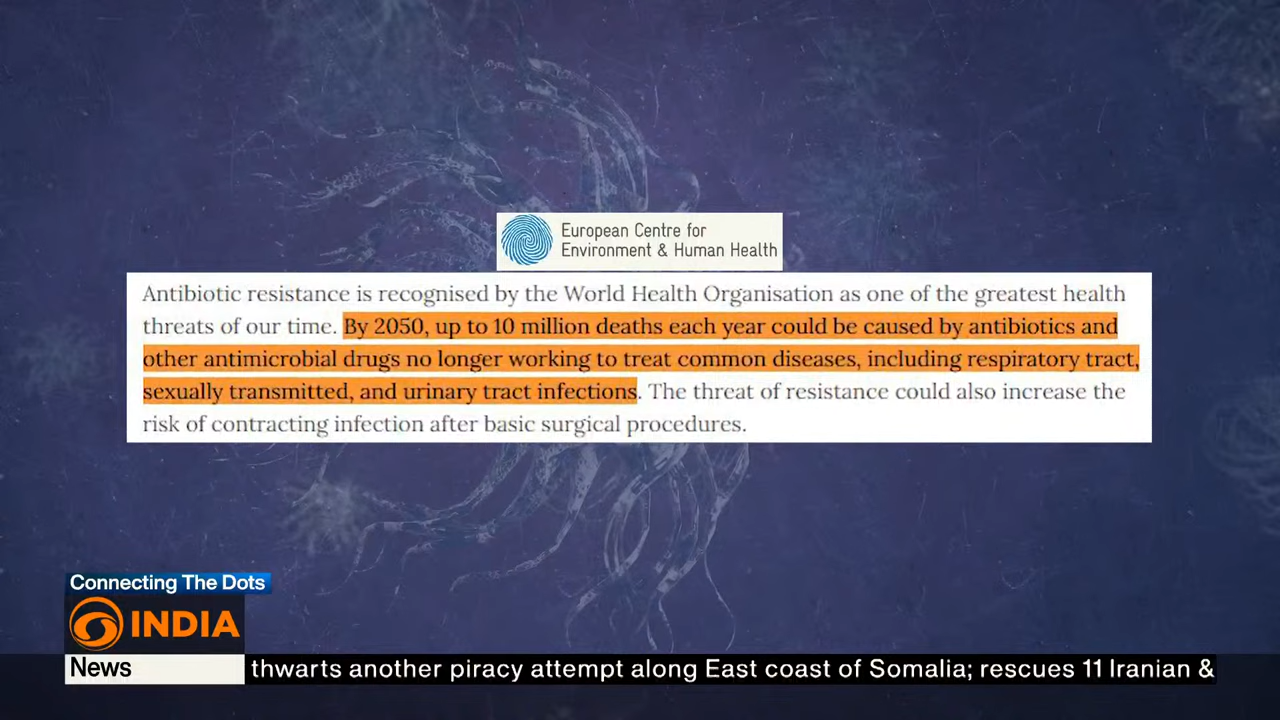 European Centre for
Environment & Human Health
Antibiotic resistance is recognised by the World Health Organisation as one of the greatest health
threats of our time. By 2050, up to 10 million deaths each year could be caused by antibiotics and
other antimicrobial drugs no longer working to treat common diseases, including respiratory tract,
sexually transmitted, and urinary tract infections. The threat of resistance could also increase the
risk of contracting infection after basic surgical procedures.
Connecting The Dots
INDIA
News
thwarts another piracy attempt along East coast of Somalia; rescues 11 Iranian &